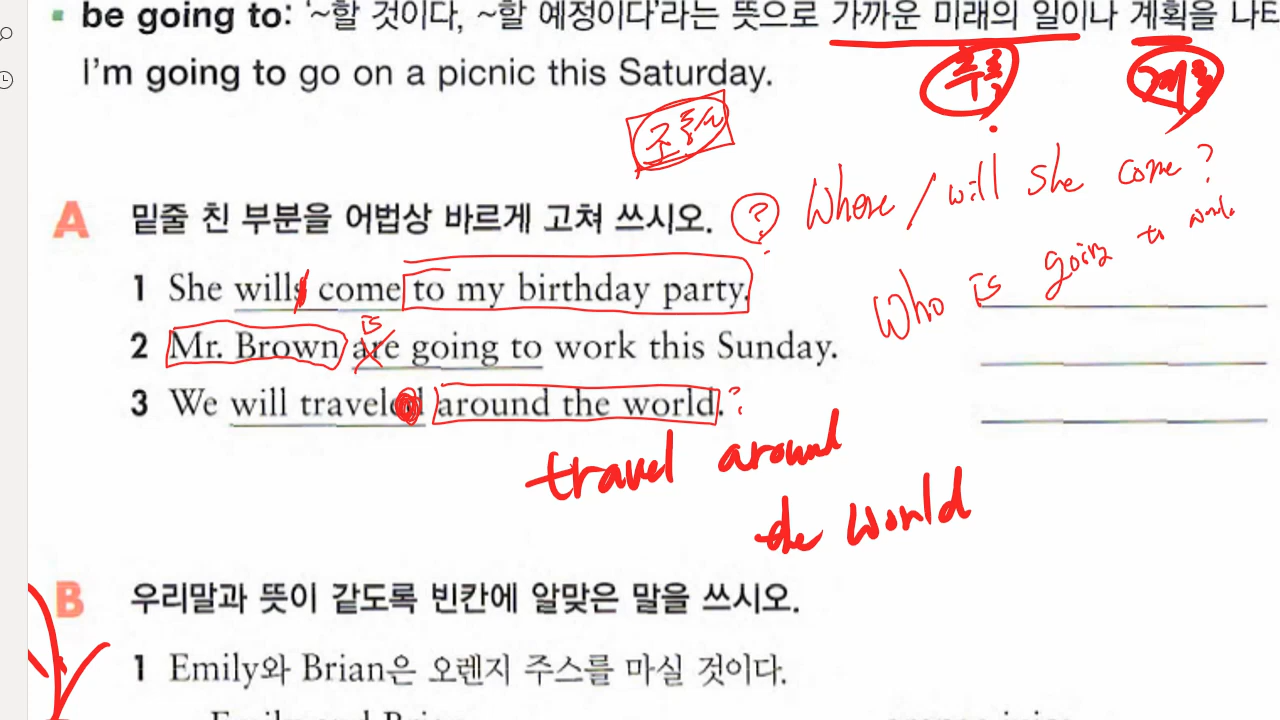 be going to: '~할 것이다, ~할 예정이다'라는 뜻으로 가까운 미래의 일이나 계획을 나타
I'm going to go on a picnic this Saturday.
조동사
? Where / will she come?
A 밑줄 친 부분을 어법상 바르게 고쳐 쓰시오.
Who is going to work
1 She wills come to my birthday party.
is
2 Mr. Brown are going to work this Sunday.
3 We will traveled around the world. ?
travel around
the world
B 우리말과 뜻이 같도록 빈칸에 알맞은 말을 쓰시오.
1 Emily와 Brian은 오렌지 주스를 마실 것이다.
Emily and Brian
orange juice